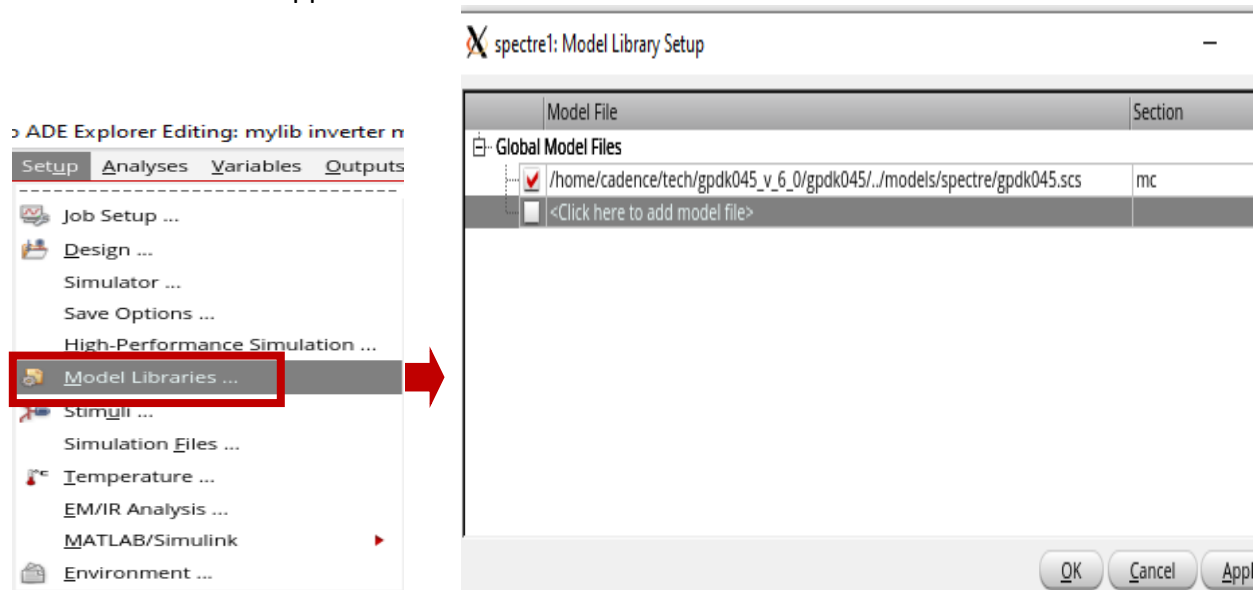 spectre1: Model Library Setup
Model File Section
Global Model Files
/home/cadence/tech/gpdk045_v_6_0/gpdk045/../models/spectre/gpdk045.scs mc
<Click here to add model file>
OK Cancel
ADE Explorer Editing: mylib inverter
Setup Analyses Variables Outputs
Job Setup ...
Design ...
Simulator ...
Save Options ...
High-Performance Simulation ...
Model Libraries ...
Stimuli ...
Simulation Files ...
Temperature ...
EM/IR Analysis ...
MATLAB/Simulink
Environment ...